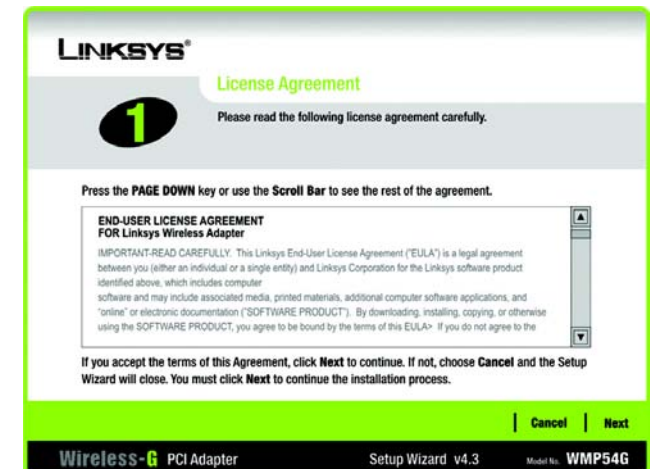 LINKSYS®
License Agreement
1
Please read the following license agreement carefully.
Press the PAGE DOWN key or use the Scroll Bar to see the rest of the agreement.
END-USER LICENSE AGREEMENT
FOR Linksys Wireless Adapter
IMPORTANT-READ CAREFULLY. This Linksys End-User License Agreement ("EULA") is a legal agreement
between you (either an individual or a single entity) and Linksys Corporation for the Linksys software product
identified above, which includes computer
software and may include associated media, printed materials, additional computer software applications, and
"online" or electronic documentation ("SOFTWARE PRODUCT"). By downloading, installing, copying, or otherwise
using the SOFTWARE PRODUCT, you agree to be bound by the terms of this EULA> If you do not agree to the
If you accept the terms of this Agreement, click Next to continue. If not, choose Cancel and the Setup
Wizard will close. You must click Next to continue the installation process.
Cancel Next
Wireless-G PCI Adapter Setup Wizard v4.3 Model No. WMP54G